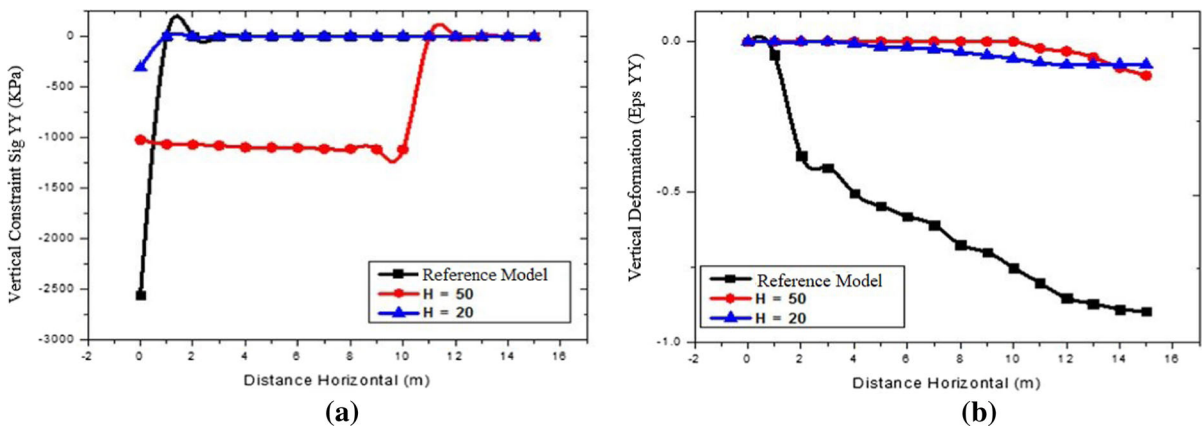 0
-500
-1000
-1500
-2000
-2500
-3000
Vertical Constraint Sig YY (KPa)
Reference Model
H = 50
H = 20
-2 0 2 4 6 8 10 12 14 16
Distance Horizontal (m)
(a)
0.0
-0.5
-1.0
Vertical Deformation (Eps YY)
Reference Model
H = 50
H = 20
-2 0 2 4 6 8 10 12 14 16
Distance Horizontal (m)
(b)